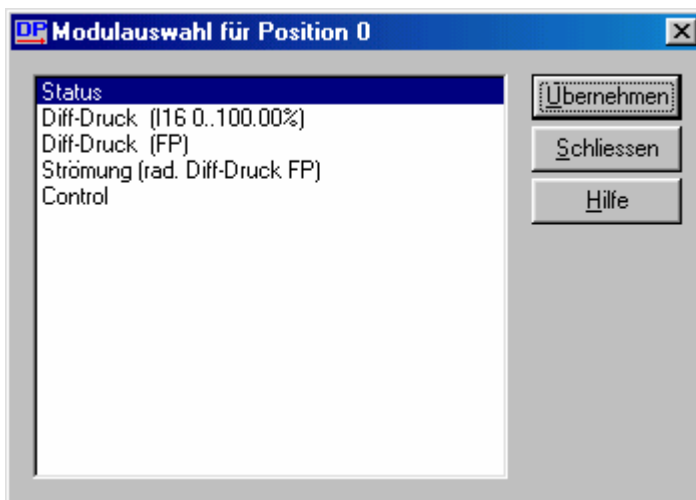 DP Modulauswahl für Position 0
Status
Diff-Druck (I16 0..100.00%)
Diff-Druck (FP)
Strömung (rad. Diff-Druck FP)
Control
Übernehmen
Schliessen
Hilfe